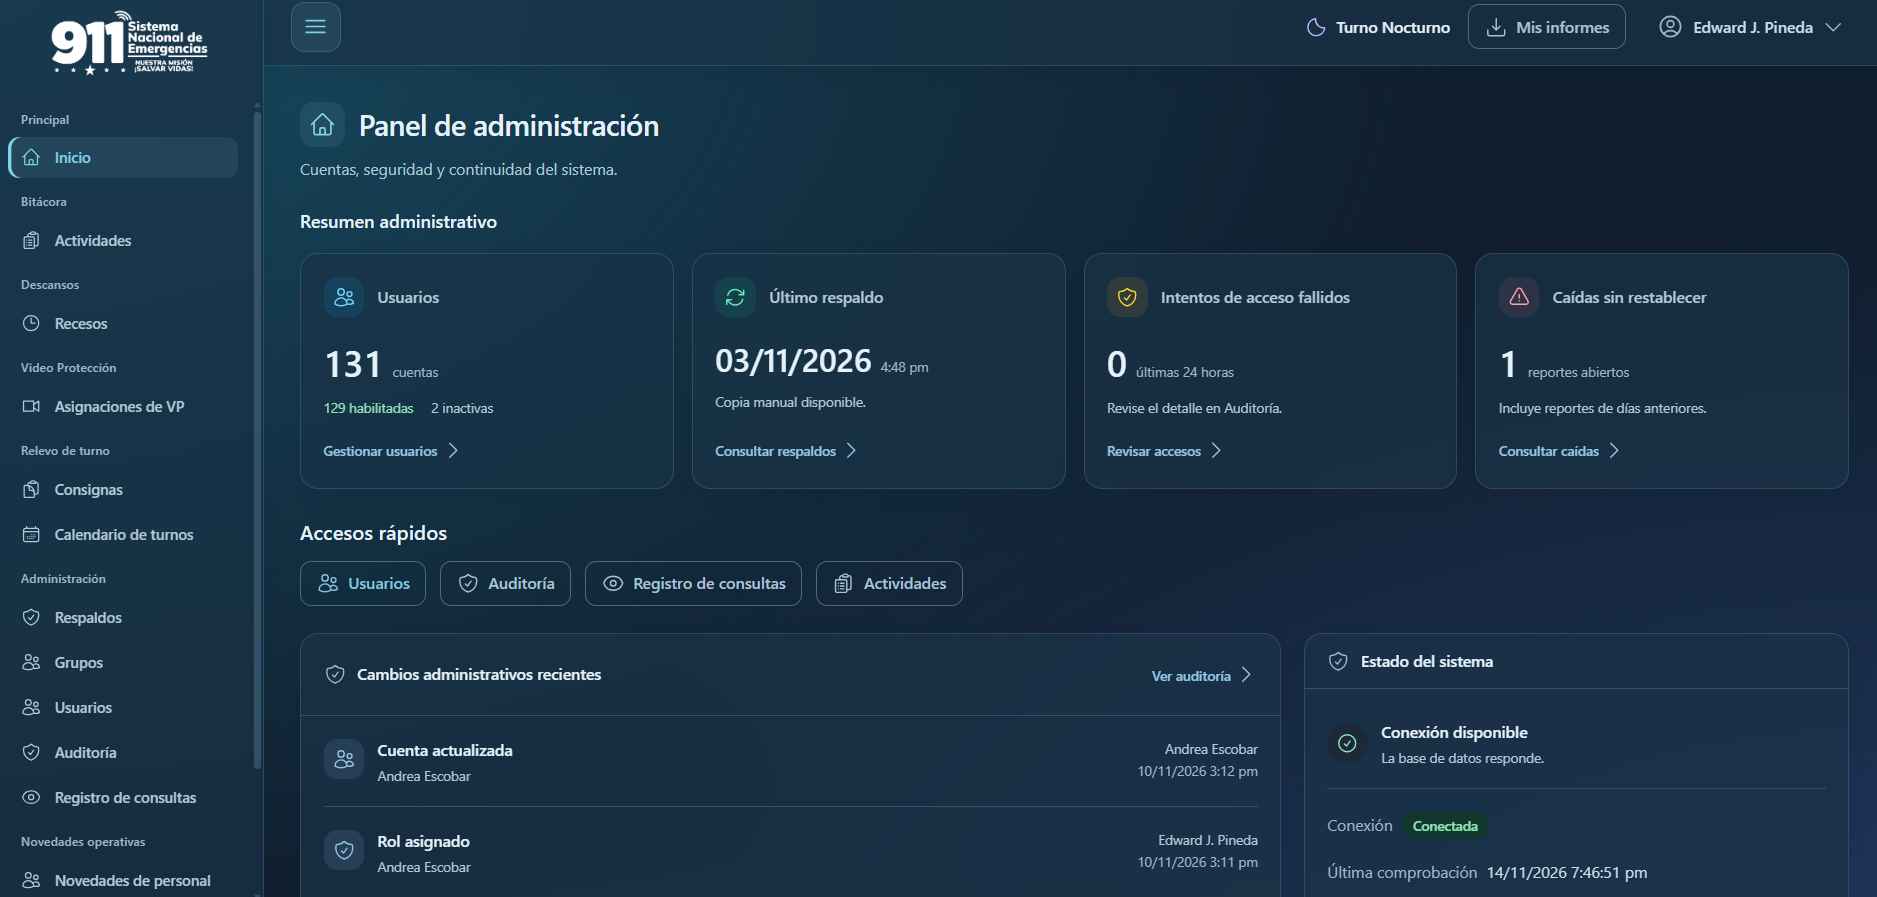 911 Sistema
Nacional de
Emergencias
NUESTRA MISIÓN
¡SALVAR VIDAS!
Principal
Inicio
Bitácora
Actividades
Descansos
Recesos
Video Protección
Asignaciones de VP
Relevo de turno
Consignas
Calendario de turnos
Administración
Respaldos
Grupos
Usuarios
Auditoría
Registro de consultas
Novedades operativas
Novedades de personal
Turno Nocturno
Mis informes
Edward J. Pineda
Panel de administración
Cuentas, seguridad y continuidad del sistema.
Resumen administrativo
Usuarios
131 cuentas
129 habilitadas 2 inactivas
Gestionar usuarios
Último respaldo
03/11/2026 4:48 pm
Copia manual disponible.
Consultar respaldos
Intentos de acceso fallidos
0 últimas 24 horas
Revise el detalle en Auditoría.
Revisar accesos
Caídas sin restablecer
1 reportes abiertos
Incluye reportes de días anteriores.
Consultar caídas
Accesos rápidos
Usuarios
Auditoría
Registro de consultas
Actividades
Cambios administrativos recientes
Ver auditoría
Cuenta actualizada
Andrea Escobar
Andrea Escobar
10/11/2026 3:12 pm
Rol asignado
Andrea Escobar
Edward J. Pineda
10/11/2026 3:11 pm
Estado del sistema
Conexión disponible
La base de datos responde.
Conexión Conectada
Última comprobación 14/11/2026 7:46:51 pm